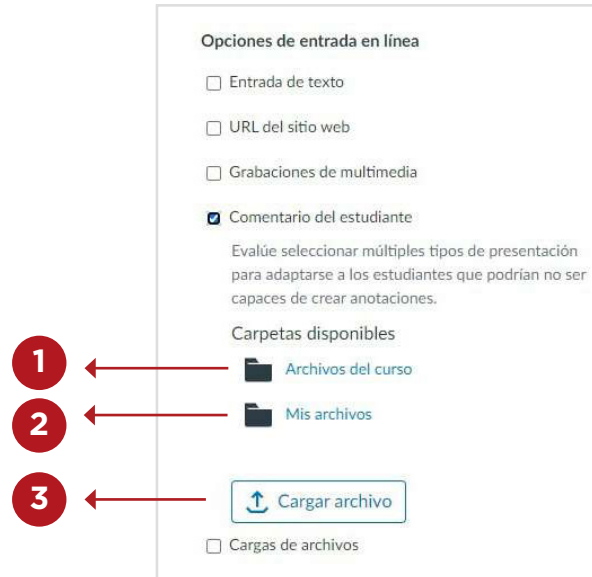 Opciones de entrada en línea
Entrada de texto
URL del sitio web
Grabaciones de multimedia
Comentario del estudiante
Evalúe seleccionar múltiples tipos de presentación
para adaptarse a los estudiantes que podrían no ser
capaces de crear anotaciones.
Carpetas disponibles
1 Archivos del curso
2 Mis archivos
3 Cargar archivo
Cargas de archivos